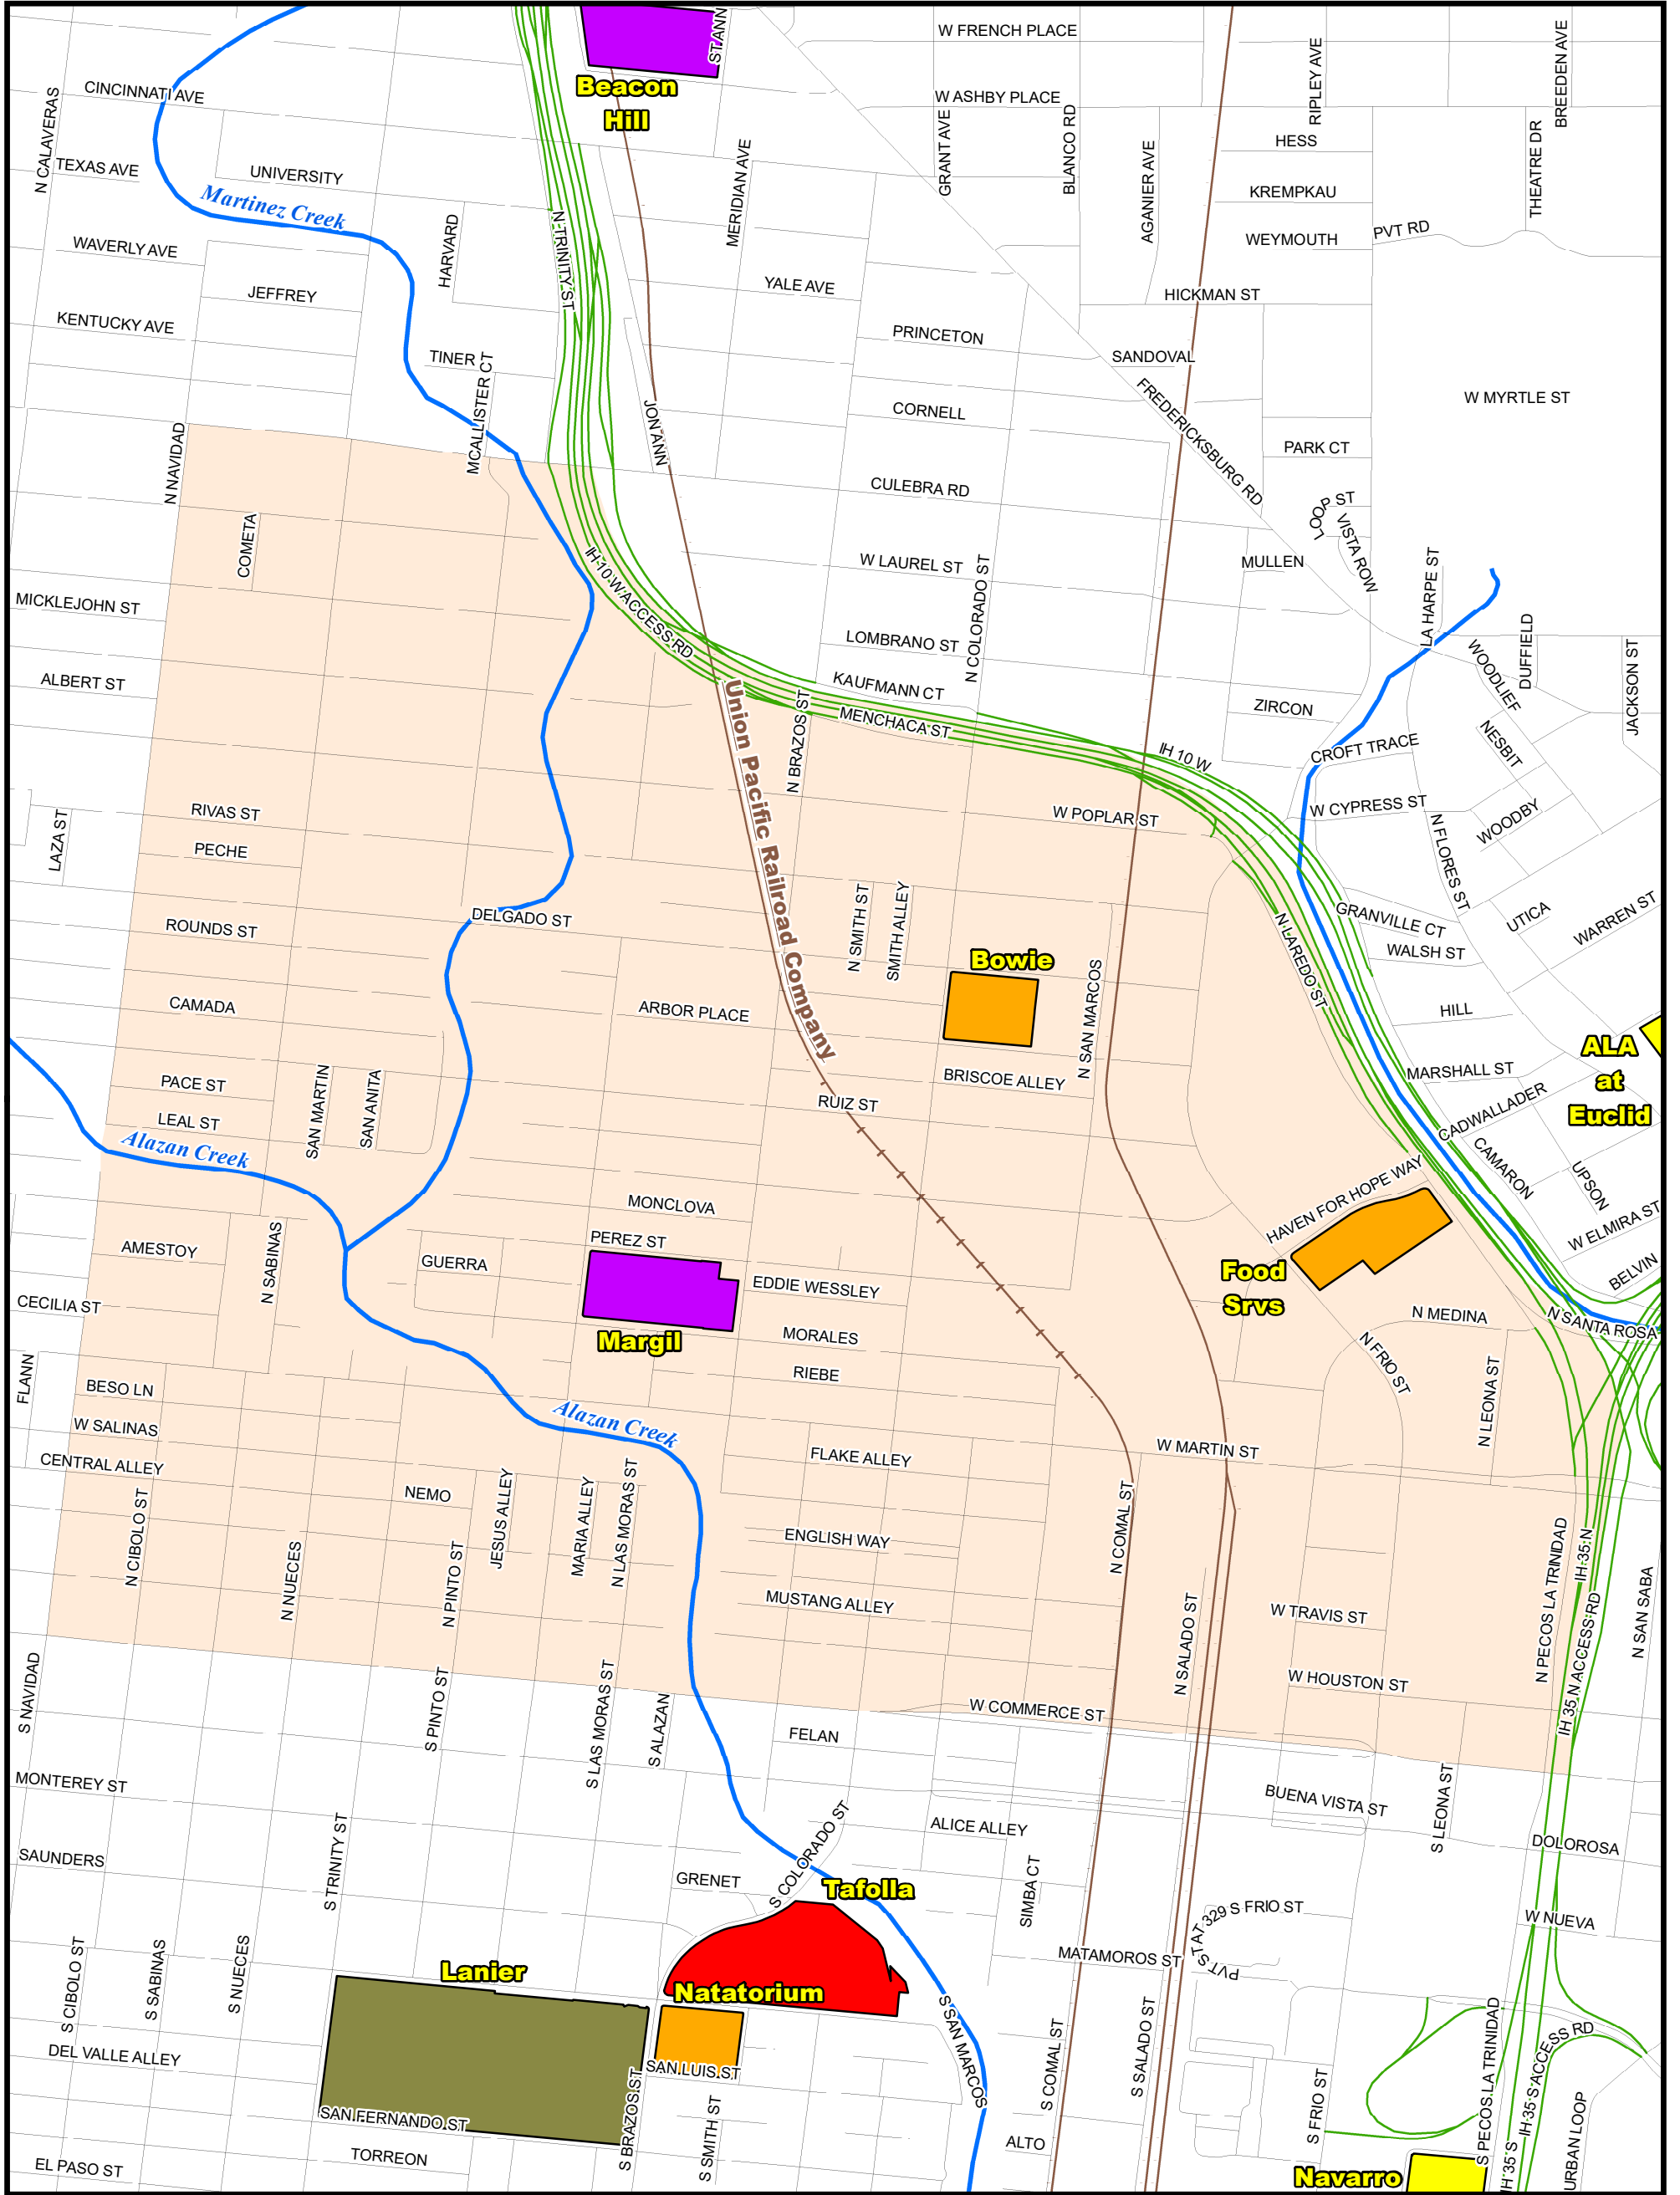 ST ANN
W FRENCH PLACE
RIPLEY AVE
BREEDEN AVE
Beacon
Hill
CINCINNATI AVE
W ASHBY PLACE
N CALAVERAS
GRANT AVE
BLANCO RD
AGANIER AVE
HESS
THEATRE DR
TEXAS AVE
UNIVERSITY
MERIDIAN AVE
KREMPKAU
Martinez Creek
HARVARD
N TRINITY ST
WEYMOUTH
PVT RD
WAVERLY AVE
JEFFREY
YALE AVE
HICKMAN ST
KENTUCKY AVE
PRINCETON
TINER
MCALLISTER CT
SANDOVAL
FREDERICKSBURG RD
W MYRTLE ST
JON ANN
CORNELL
N NAVIDAD
PARK CT
CULEBRA RD
LOOP ST
VISTA ROW
COMETA
IH 10 W ACCESS RD
W LAUREL ST
N COLORADO ST
MULLEN
LA HARPE ST
MICKLEJOHN ST
LOMBRANO ST
WOODLIEF
DUFFIELD
JACKSON ST
ALBERT ST
KAUFMANN CT
ZIRCON
MENCHACA ST
N BRAZOS ST
IH 10 W
CROFT TRACE
NESBIT
Union Pacific Railroad Company
RIVAS ST
LAZA ST
PECHE
W POPLAR ST
W CYPRESS ST
N FLORES ST
WOODBY
DELGADO ST
N SMITH ST
SMITH ALLEY
GRANVILLE CT
UTICA
WARREN ST
ROUNDS ST
N LAREDO ST
WALSH ST
Bowie
CAMADA
ARBOR PLACE
N SAN MARCOS
HILL
ALA
at
Euclid
PACE ST
SAN MARTIN
SAN ANITA
BRISCOE ALLEY
MARSHALL ST
LEAL ST
RUIZ ST
CADWALLADER
Alazan Creek
CAMARON
UPSON
HAVEN FOR HOPE WAY
MONCLOVA
W ELMIRA ST
AMESTOY
N SABINAS
GUERRA
PEREZ ST
EDDIE WESSLEY
Food
Srvs
BELVIN
CECILIA ST
N MEDINA
N SANTA ROSA
Margil
MORALES
FLANN
RIEBE
N FRIO ST
BESO LN
N LEONA ST
W SALINAS
Alazan Creek
W MARTIN ST
CENTRAL ALLEY
FLAKE ALLEY
N CIBOLO ST
NEMO
JESUS ALLEY
MARIA ALLEY
N LAS MORAS ST
N COMAL ST
ENGLISH WAY
N NUECES
N PINTO ST
MUSTANG ALLEY
W TRAVIS ST
N PECOS LA TRINIDAD
IH 35 N
N SAN SABA
N SALADO ST
IH 35 N ACCESS RD
S NAVIDAD
S PINTO ST
S LAS MORAS ST
S ALAZAN
W HOUSTON ST
W COMMERCE ST
FELAN
MONTEREY ST
BUENA VISTA ST
S LEONA ST
ALICE ALLEY
S COLORADO ST
DOLOROSA
SAUNDERS
S TRINITY ST
GRENET
Tafolla
SIMBA CT
PVT ST AT 329 S FRIO ST
W NUEVA
S CIBOLO ST
S SABINAS
S NUECES
Lanier
Natatorium
MATAMOROS ST
S SAN MARCOS
DEL VALLE ALLEY
SAN LUIS ST
S COMAL ST
S SALADO ST
S FRIO ST
S PECOS LA TRINIDAD
IH 35 S ACCESS RD
SAN FERNANDO ST
S BRAZOS ST
S SMITH ST
ALTO
EL PASO ST
TORREON
Navarro
IH 35 S
URBAN LOOP